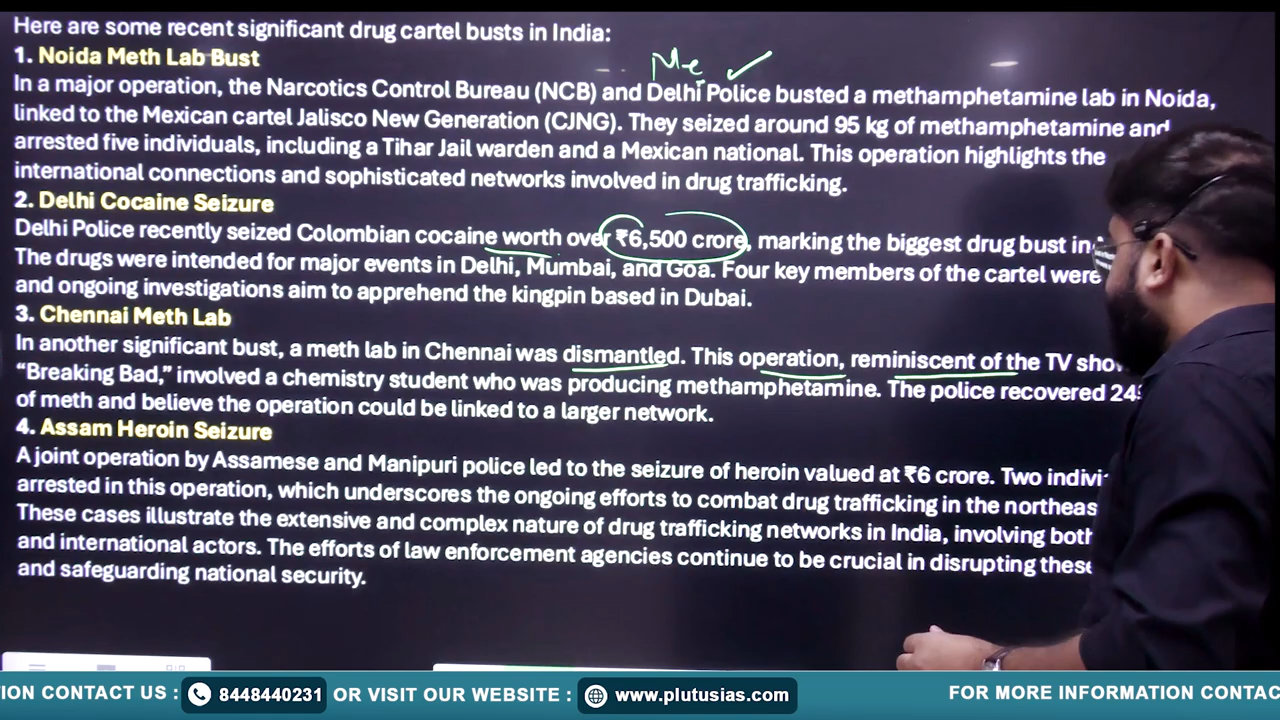 Here are some recent significant drug cartel busts in India:
1. Noida Meth Lab Bust
Me
In a major operation, the Narcotics Control Bureau (NCB) and Delhi Police busted a methamphetamine lab in Noida,
linked to the Mexican cartel Jalisco New Generation (CJNG). They seized around 95 kg of methamphetamine and
arrested five individuals, including a Tihar Jail warden and a Mexican national. This operation highlights the
international connections and sophisticated networks involved in drug trafficking.
2. Delhi Cocaine Seizure
Delhi Police recently seized Colombian cocaine worth over ₹6,500 crore, marking the biggest drug bust in
The drugs were intended for major events in Delhi, Mumbai, and Goa. Four key members of the cartel were
and ongoing investigations aim to apprehend the kingpin based in Dubai.
3. Chennai Meth Lab
In another significant bust, a meth lab in Chennai was dismantled. This operation, reminiscent of the TV
“Breaking Bad,” involved a chemistry student who was producing methamphetamine. The police recovered
of meth and believe the operation could be linked to a larger network.
4. Assam Heroin Seizure
A joint operation by Assamese and Manipuri police led to the seizure of heroin valued at ₹6 crore. Two
arrested in this operation, which underscores the ongoing efforts to combat drug trafficking in the
These cases illustrate the extensive and complex nature of drug trafficking networks in India, involving both
and international actors. The efforts of law enforcement agencies continue to be crucial in disrupting
and safeguarding national security.
CONTACT US : 8448440231 OR VISIT OUR WEBSITE : www.plutusias.com FOR MORE INFORMATION